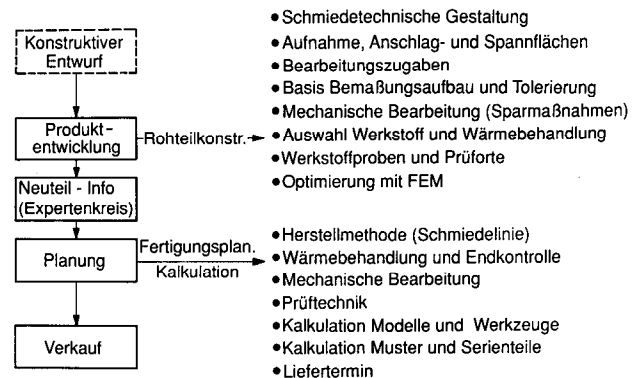 Konstruktiver
Entwurf
Produkt-
entwicklung
Rohteilkonstr.
• Schmiedetechnische Gestaltung
• Aufnahme, Anschlag- und Spannflächen
• Bearbeitungszugaben
• Basis Bemaßungsaufbau und Tolerierung
• Mechanische Bearbeitung (Sparmaßnahmen)
• Auswahl Werkstoff und Wärmebehandlung
• Werkstoffproben und Prüforte
• Optimierung mit FEM
Neuteil - Info
(Expertenkreis)
Planung
Fertigungsplan.
Kalkulation
• Herstellmethode (Schmiedelinie)
• Wärmebehandlung und Endkontrolle
• Mechanische Bearbeitung
• Prüftechnik
• Kalkulation Modelle und Werkzeuge
• Kalkulation Muster und Serienteile
• Liefertermin
Verkauf